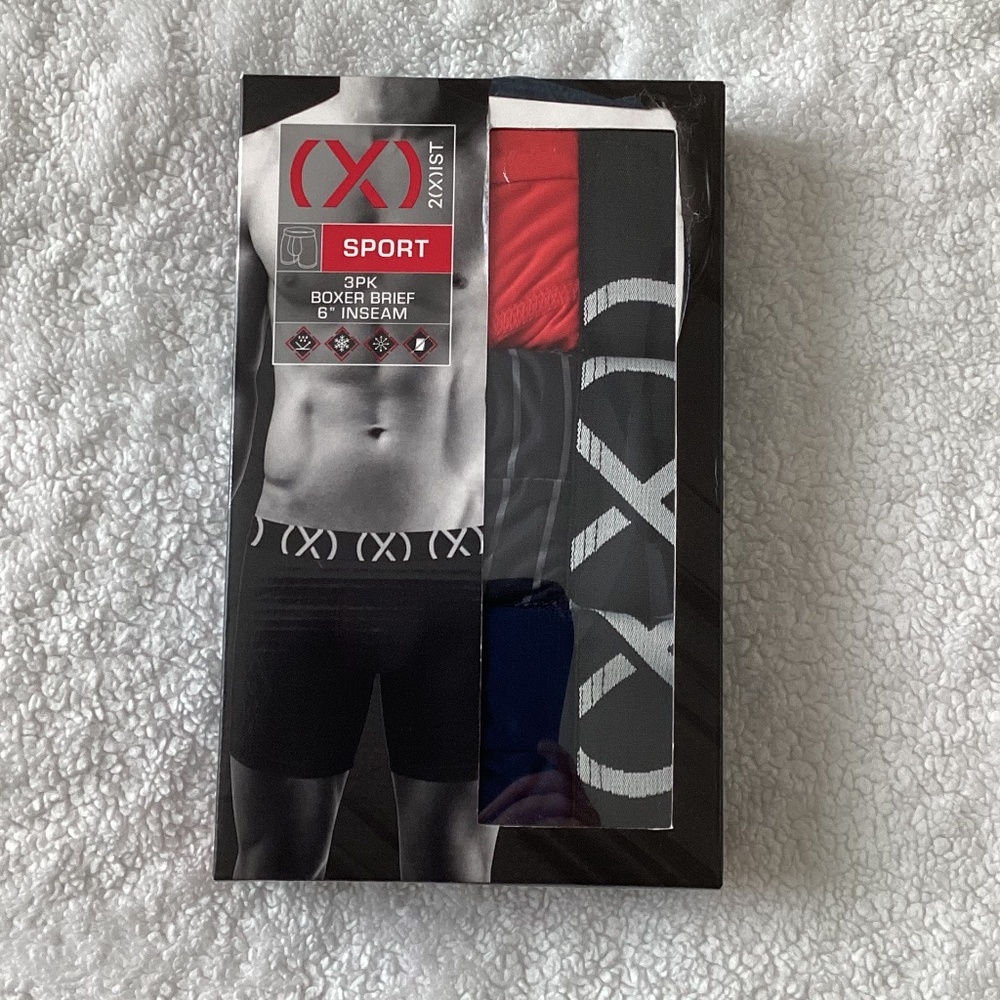 (X)
2(X)IST
SPORT
3PK
BOXER BRIEF
6" INSEAM
) (X) (X) (X)
(X)(X)